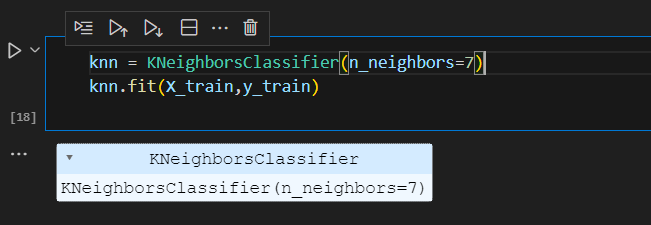 knn = KNeighborsClassifier(n_neighbors=7)
knn.fit(X_train,y_train)
[18]
KNeighborsClassifier
KNeighborsClassifier(n_neighbors=7)